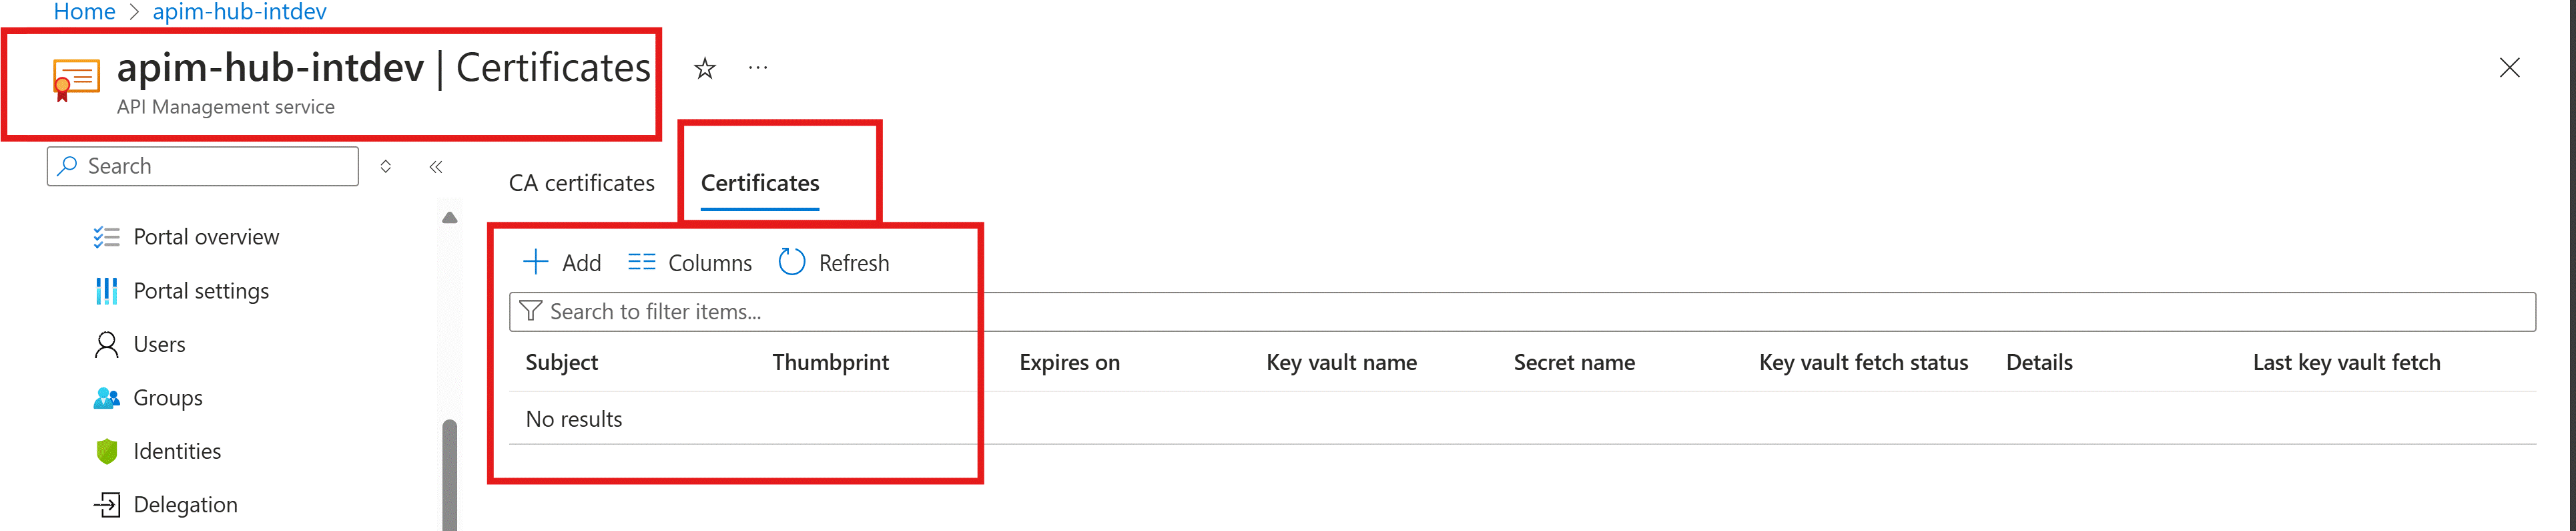 Home > apim-hub-intdev
apim-hub-intdev | Certificates
API Management service
Search
Portal overview
Portal settings
Users
Groups
Identities
Delegation
CA certificates Certificates
Add Columns Refresh
Search to filter items...
Subject Thumbprint Expires on Key vault name Secret name Key vault fetch status Details Last key vault fetch
No results